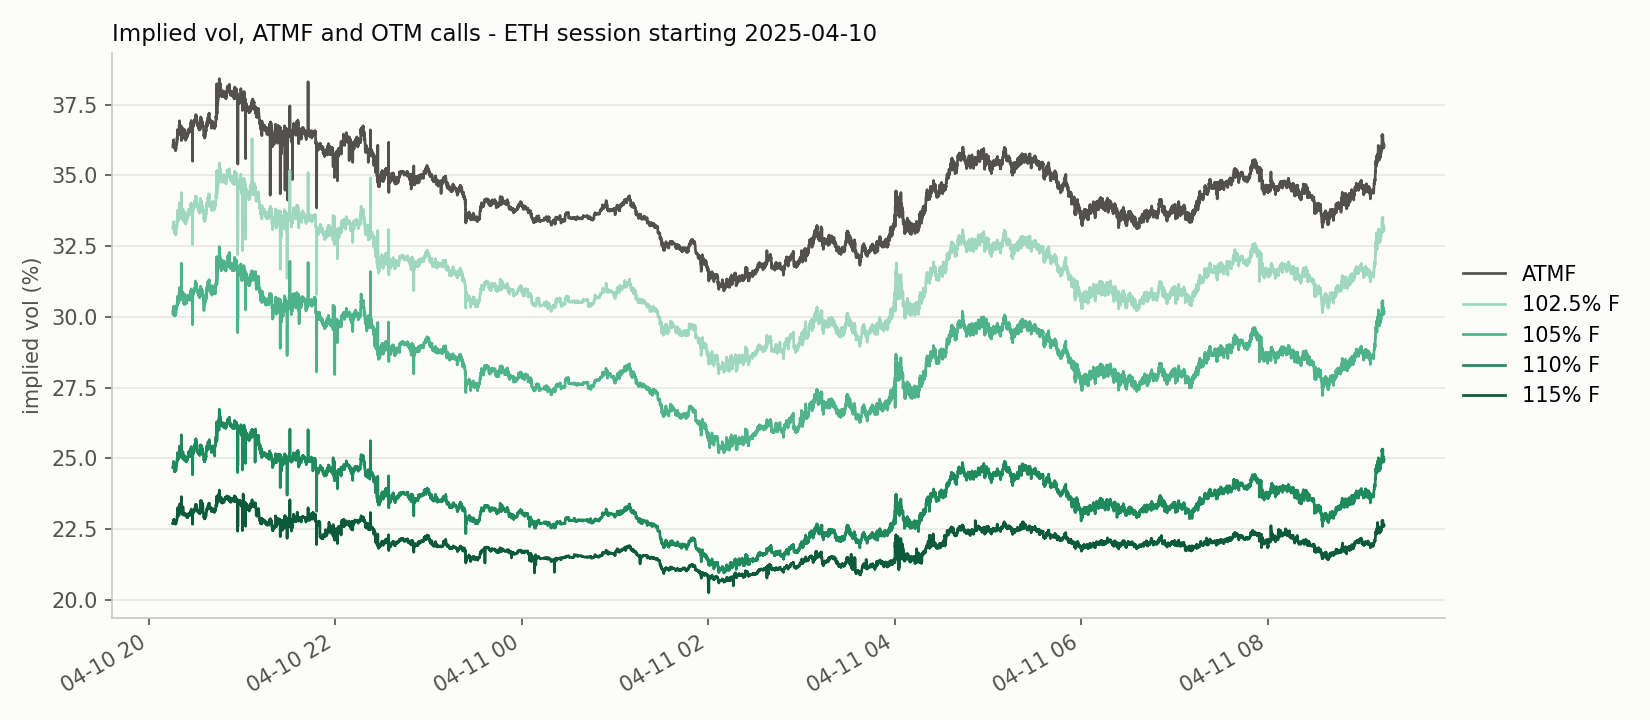 Implied vol, ATMF and OTM calls - ETH session starting 2025-04-10
implied vol (%)
37.5
35.0
32.5
30.0
27.5
25.0
22.5
20.0
04-10 20
04-10 22
04-11 00
04-11 02
04-11 04
04-11 06
04-11 08
ATMF
102.5% F
105% F
110% F
115% F